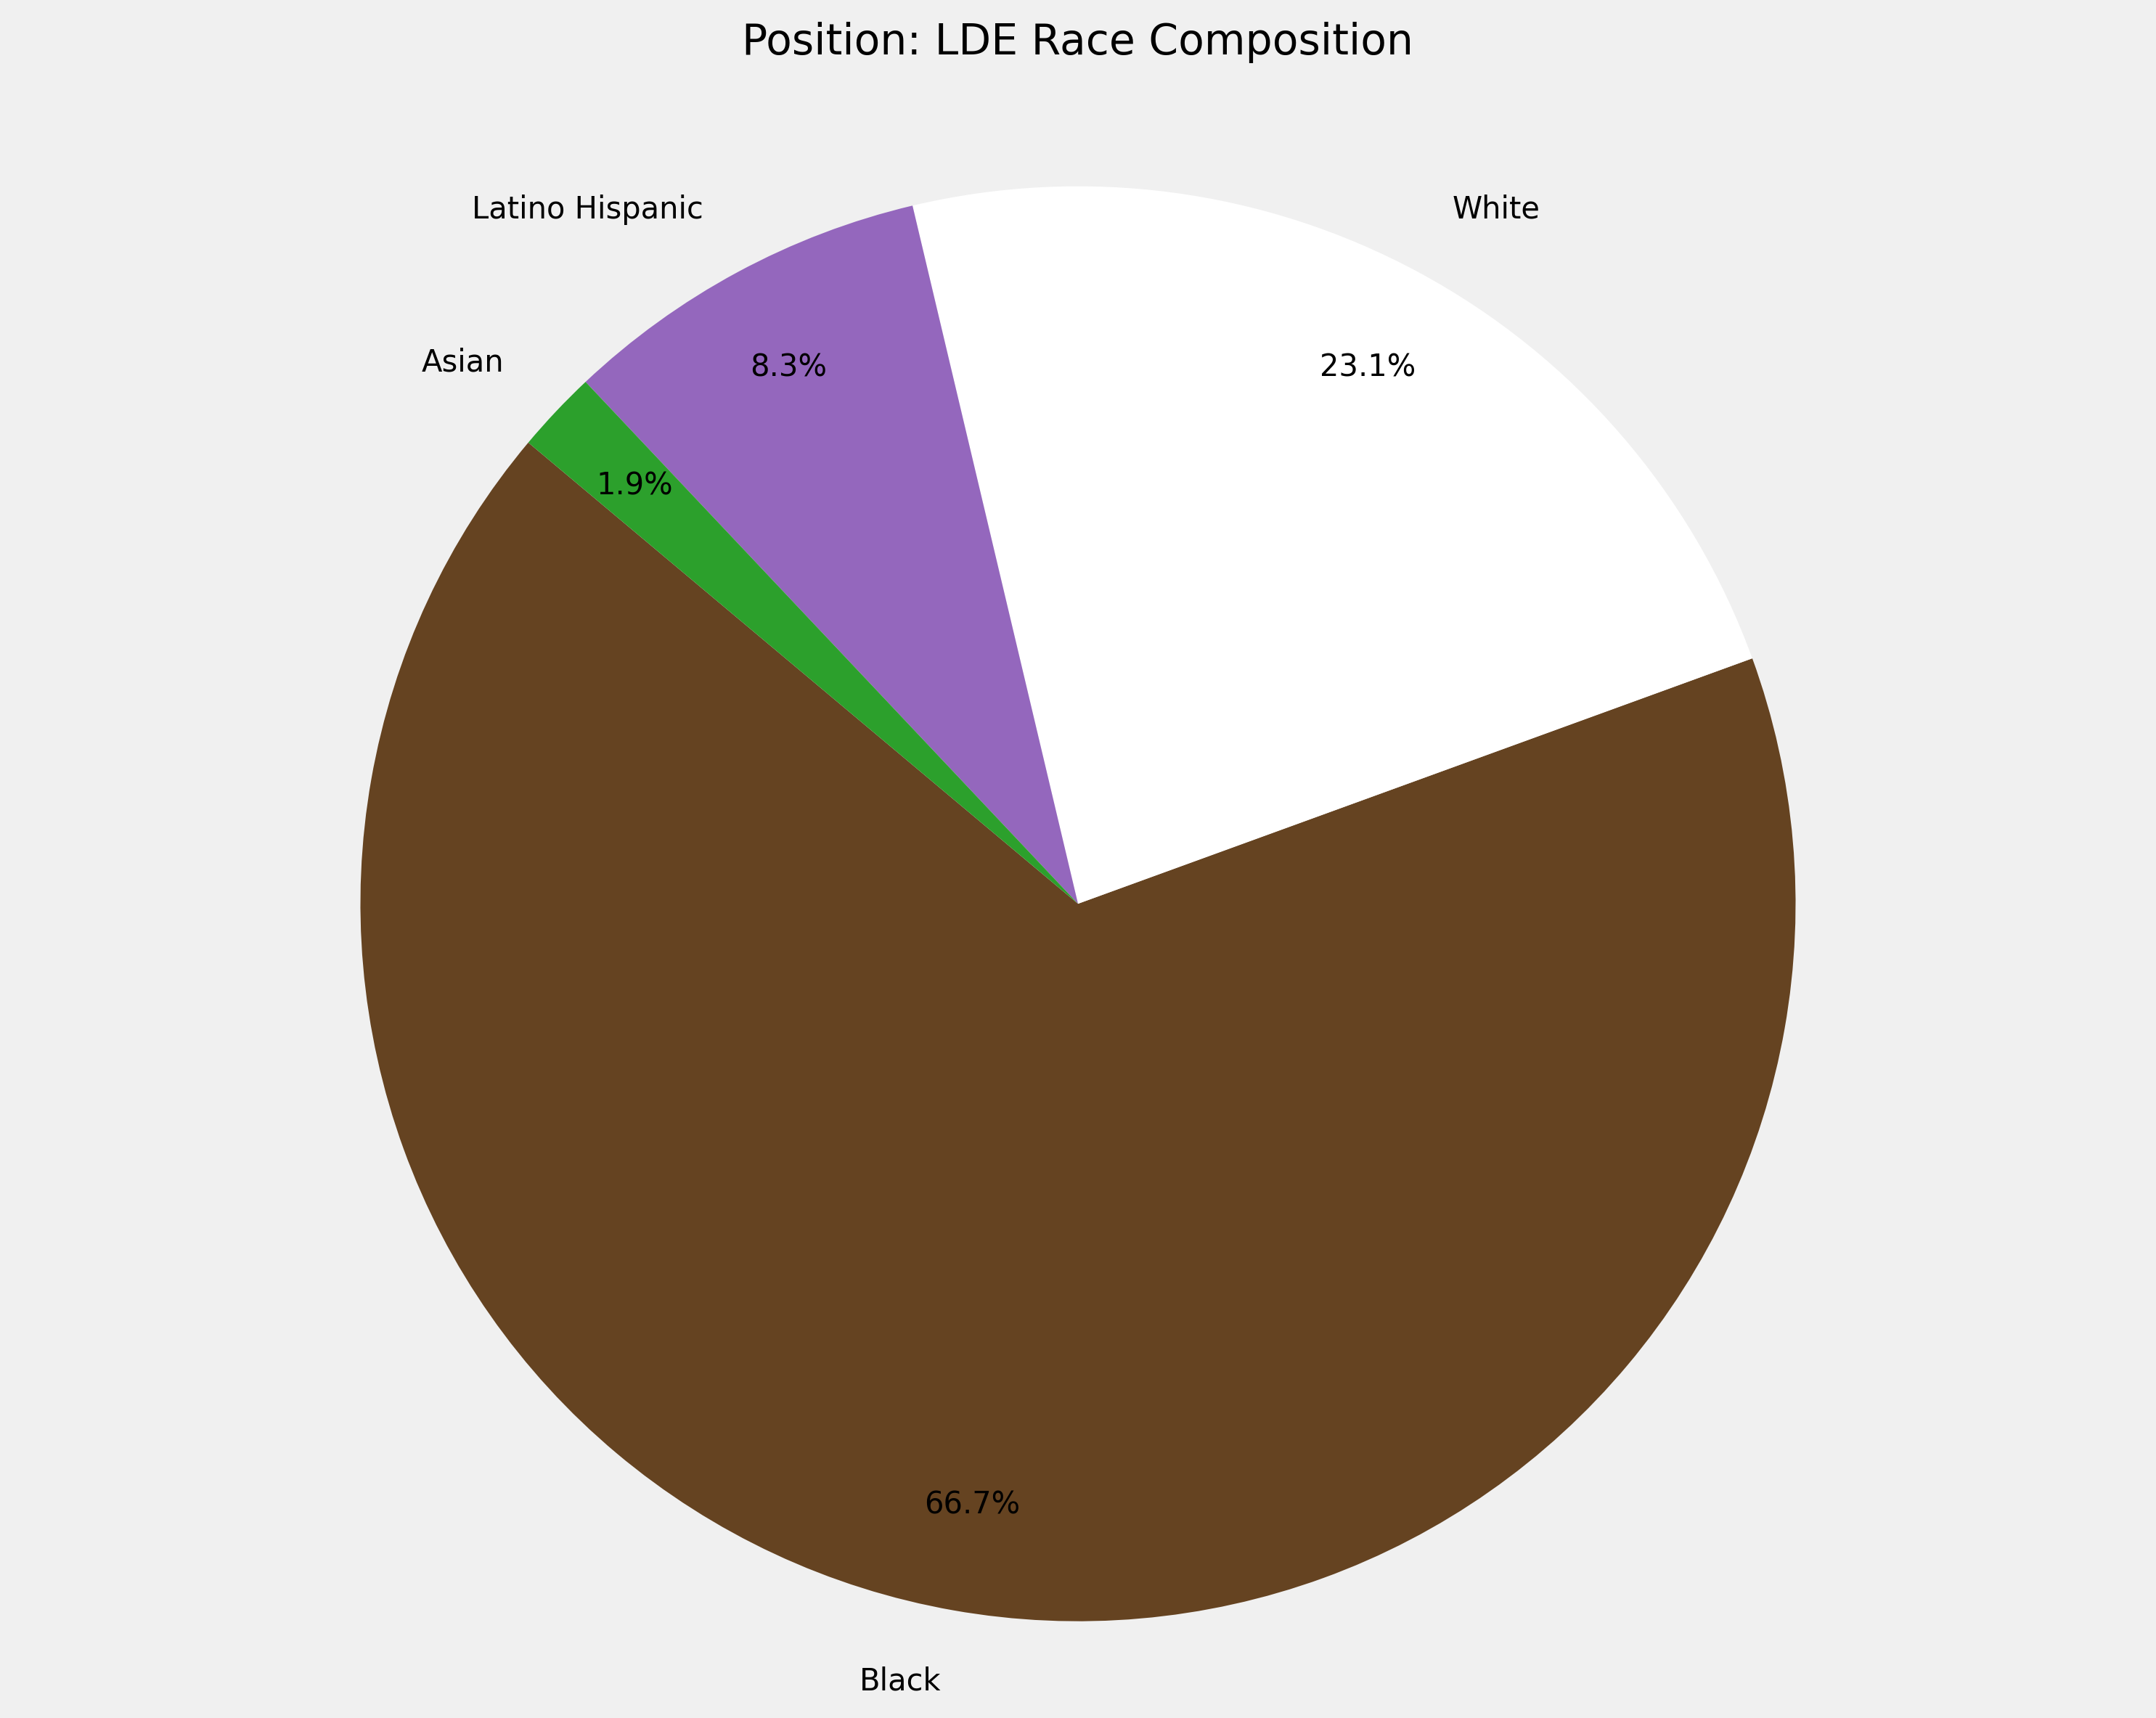 Position: LDE Race Composition
Latino Hispanic
White
8.3%
23.1%
Asian
1.9%
66.7%
Black